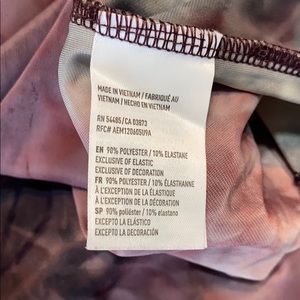 MADE IN VIETNAM / FABRIQUÉ AU
VIETNAM / HECHO EN VIETNAM
RN 54485/CA 03873
RFC# AEM120605U9A
EN 90% POLYESTER / 10% ELASTANE
EXCLUSIVE OF ELASTIC
EXCLUSIVE OF DECORATION
FR 90% POLYESTER / 10% ÉLASTHANNE
À L'EXCEPTION DE LA ÉLASTIQUE
À L'EXCEPTION DE LA DÉCORATION
SP 90% poliéster / 10% elastano
EXCEPTO LA ELÁSTICO
EXCEPTO LA DECORACIÓN